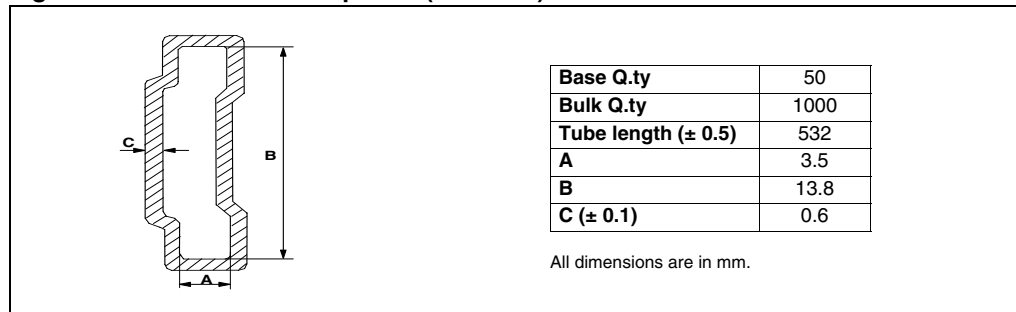 C
B
A
Base Q.ty 50
Bulk Q.ty 1000
Tube length (± 0.5) 532
A 3.5
B 13.8
C (± 0.1) 0.6
All dimensions are in mm.